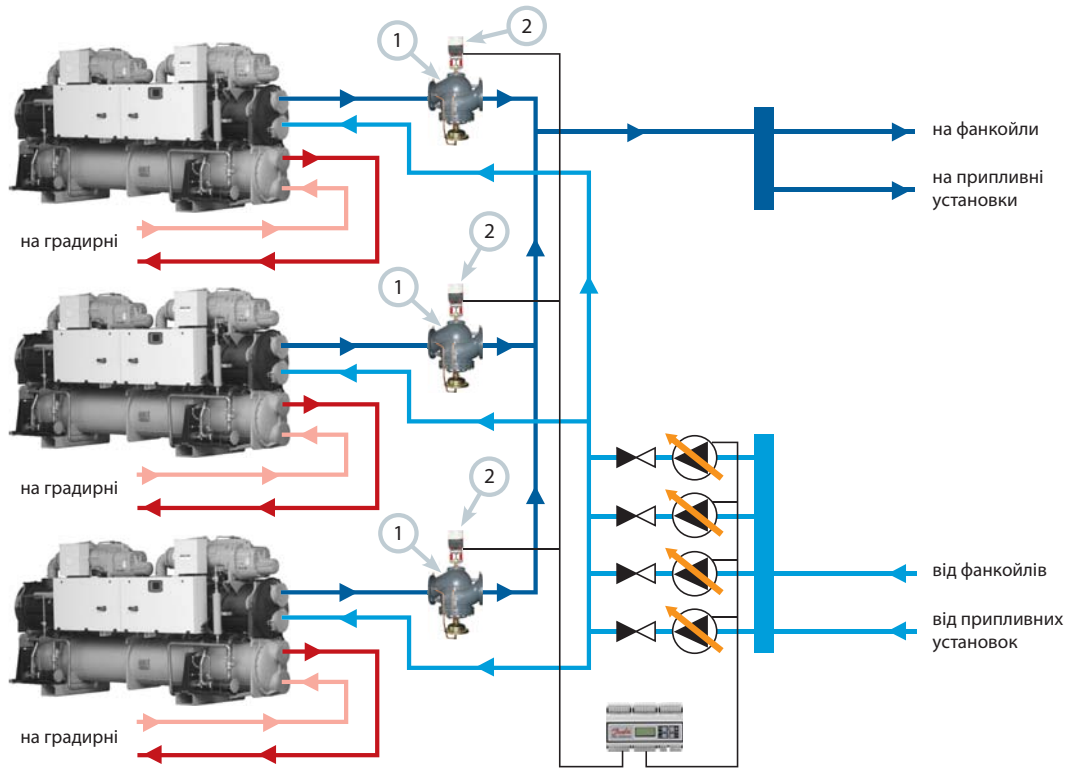 1
2
на фанкойли
на припливні
установки
на градирні
2
1
на градирні
2
1
від фанкойлів
від припливних
установок
на градирні
Danfoss